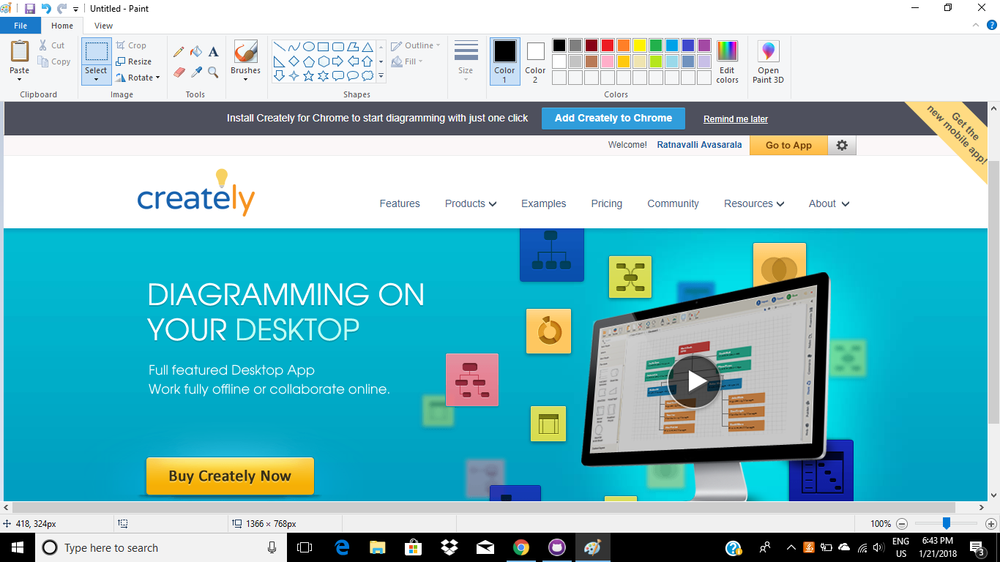 Untitled - Paint
File Home View
Paste
Cut
Copy
Clipboard
Select
Crop
Resize
Rotate
Image
Tools
Brushes
Shapes
Outline
Fill
Size
Color
1
Color
2
Colors
Edit
colors
Open
Paint 3D
Install Creately for Chrome to start diagramming with just one click Add Creately to Chrome Remind me later
Get the
new mobile app!
Welcome! Ratnavalli Avasarala Go to App
creately
Features Products Examples Pricing Community Resources About
DIAGRAMMING ON
YOUR DESKTOP
Full featured Desktop App
Work fully offline or collaborate online.
Buy Creately Now
418, 324px 1366 × 768px 100%
Type here to search
ENG
US
6:43 PM
1/21/2018
3